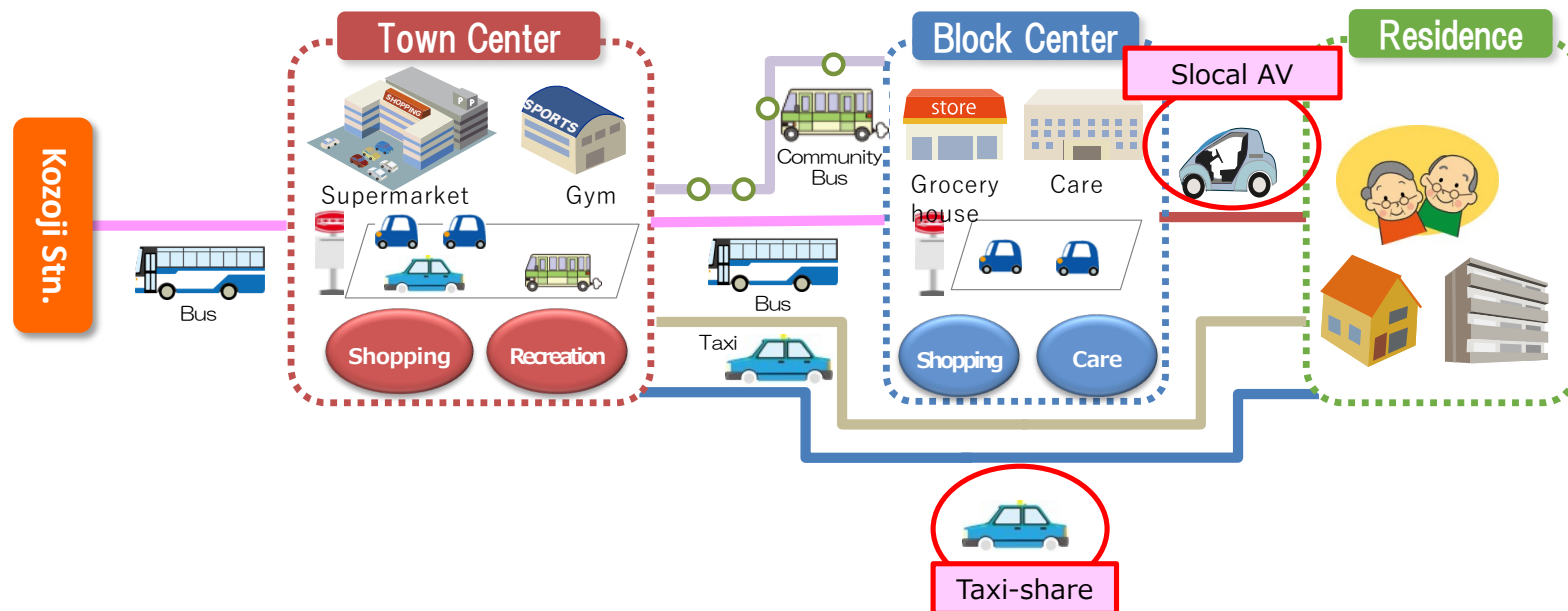 Town Center
Block Center
Residence
Slocal AV
Kozoji Stn.
SHOPPING
P P
SPORTS
store
Community
Bus
Supermarket
Gym
Grocery
house
Care
Bus
Bus
Taxi
Shopping
Recreation
Shopping
Care
Taxi-share